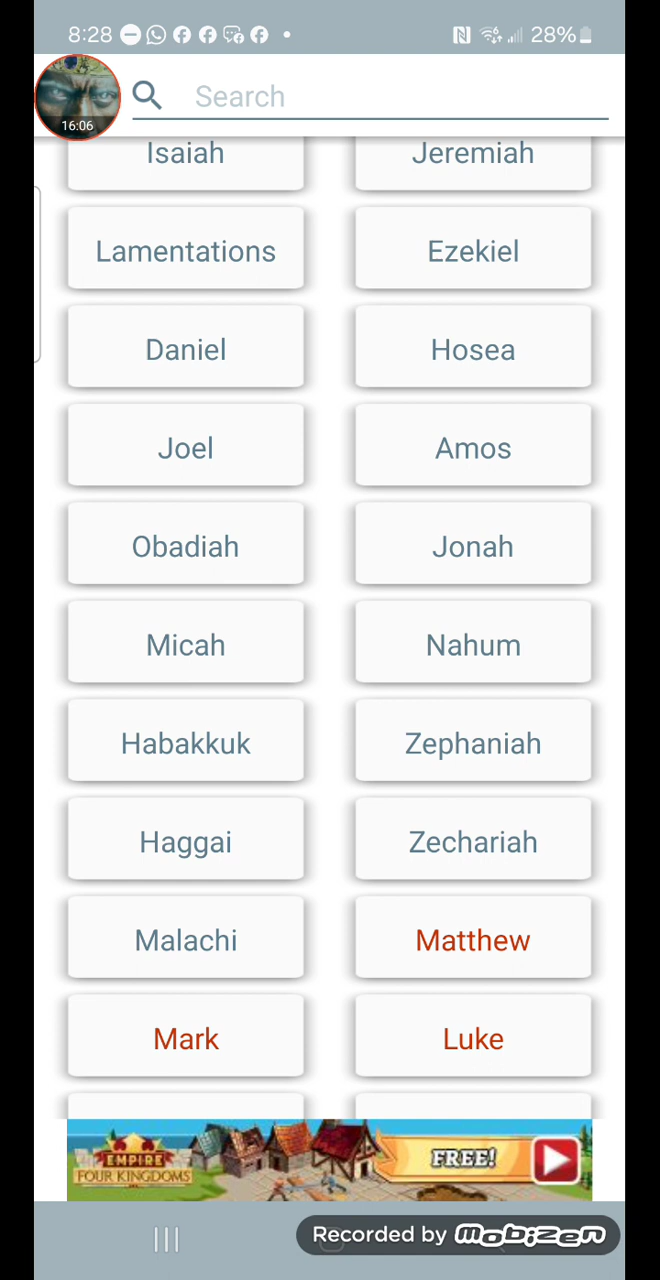 8:28 28%
16:06
Search
Isaiah Jeremiah
Lamentations Ezekiel
Daniel Hosea
Joel Amos
Obadiah Jonah
Micah Nahum
Habakkuk Zephaniah
Haggai Zechariah
Malachi Matthew
Mark Luke
EMPIRE
FOUR KINGDOMS
FREE!
Recorded by mobizen